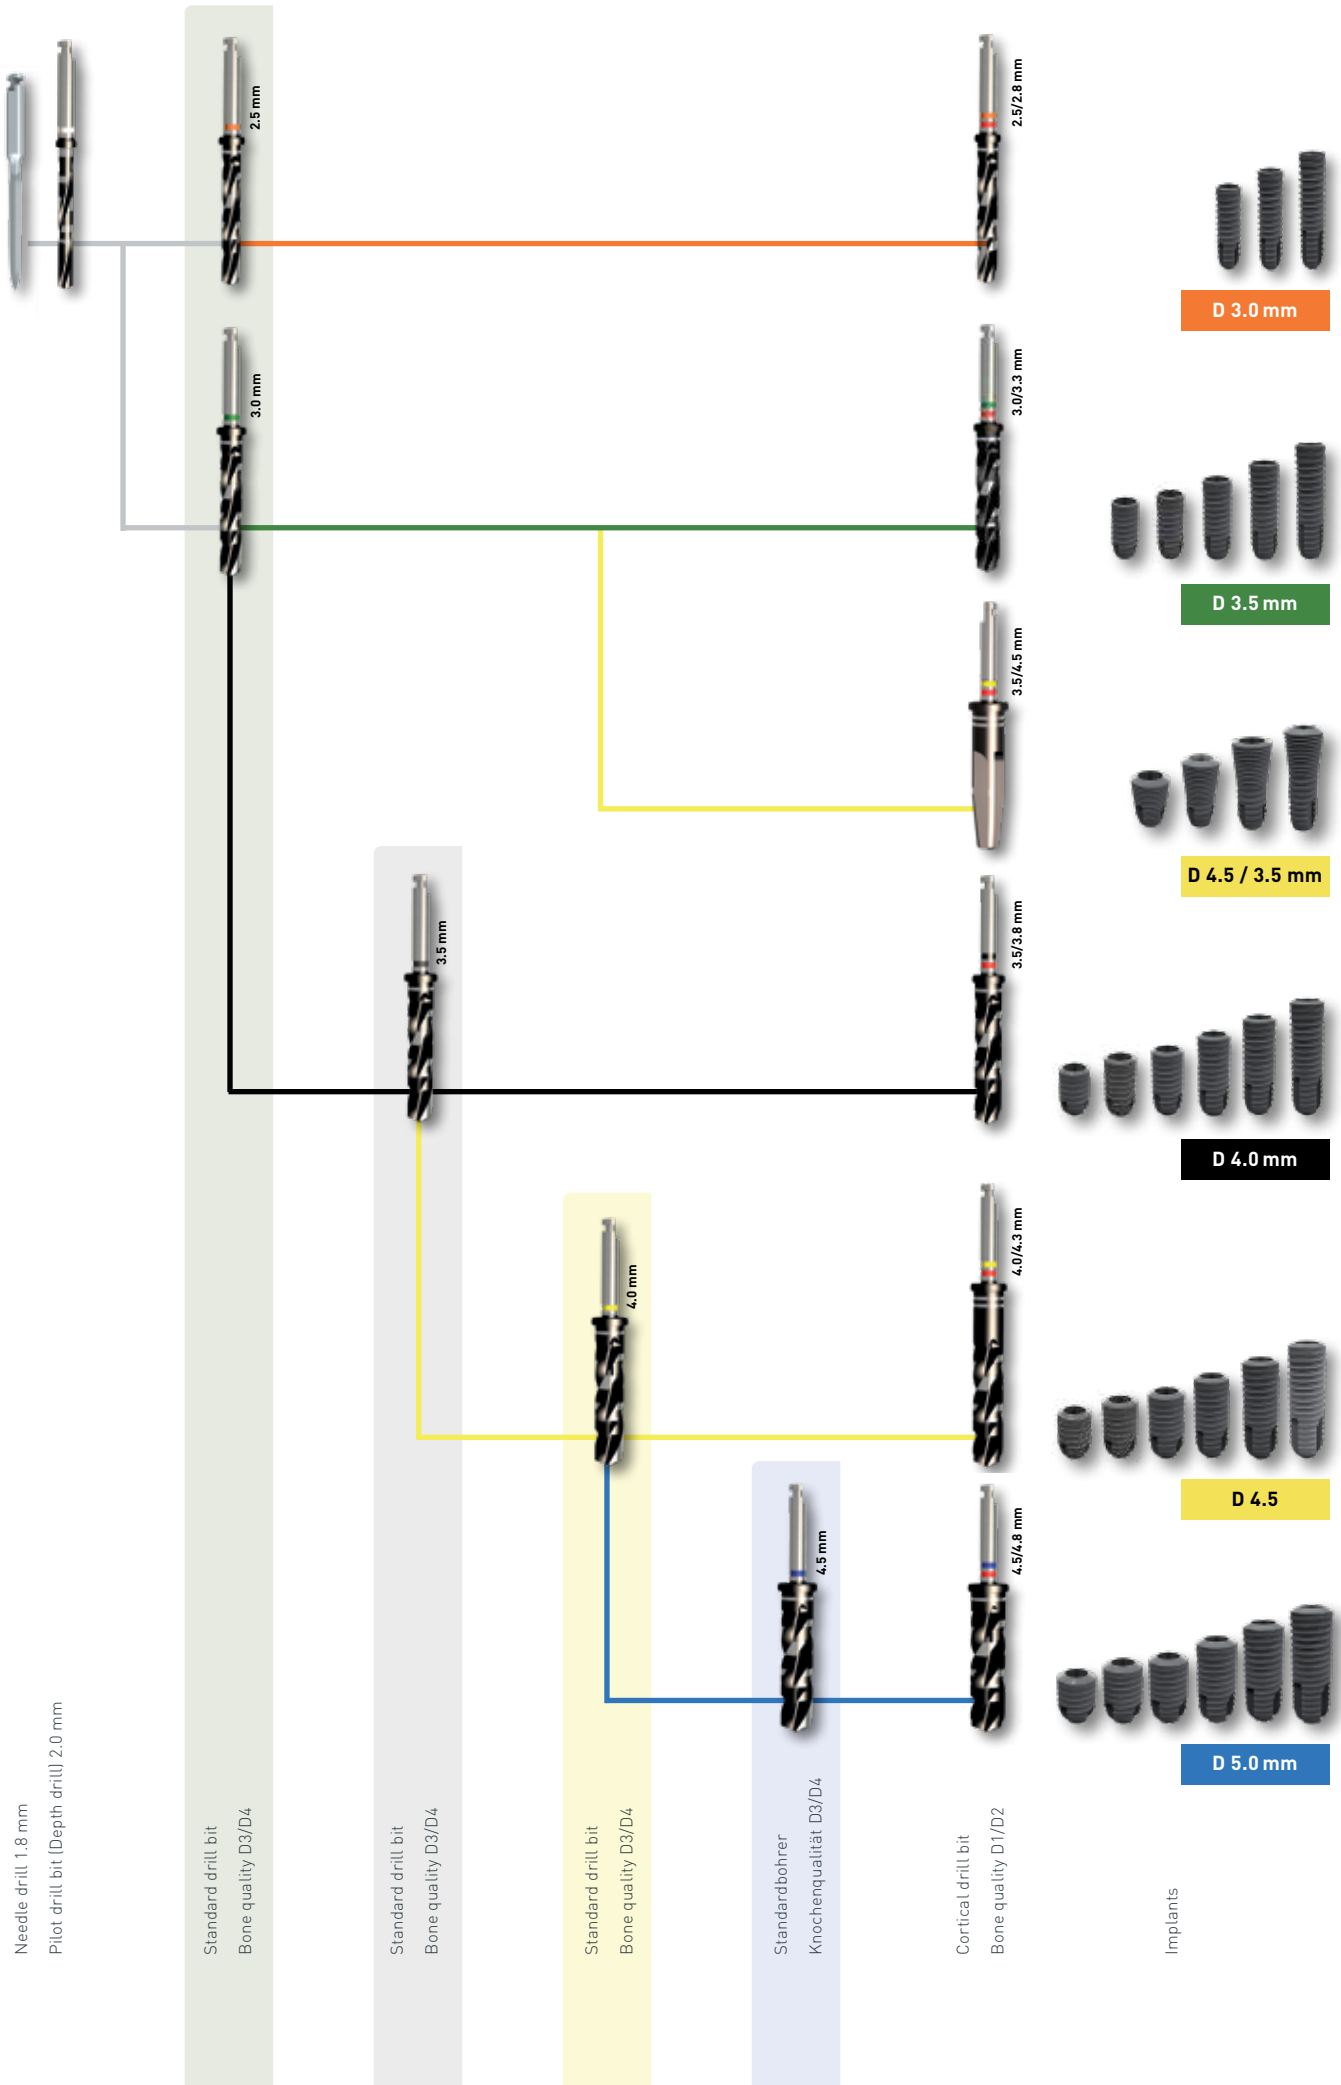 2.5 mm
2.5/2.8 mm
D 3.0 mm
3.0 mm
3.0/3.3 mm
D 3.5 mm
3.5/4.5 mm
D 4.5 / 3.5 mm
3.5 mm
3.5/3.8 mm
D 4.0 mm
4.0 mm
4.0/4.3 mm
D 4.5
4.5 mm
4.5/4.8 mm
D 5.0 mm
Needle drill 1.8 mm
Pilot drill bit (Depth drill) 2.0 mm
Standard drill bit
Bone quality D3/D4
Standard drill bit
Bone quality D3/D4
Standard drill bit
Bone quality D3/D4
Standardbohrer
Knochenqualität D3/D4
Cortical drill bit
Bone quality D1/D2
Implants